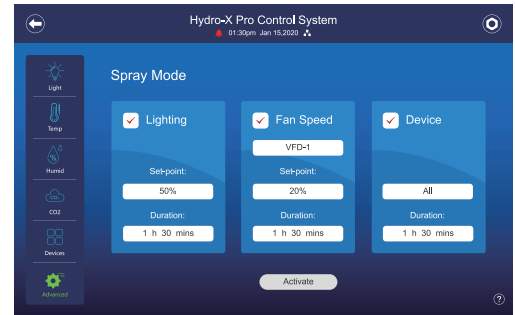 Hydro-X Pro Control System
01:30pm Jan 15,2020
Light
Temp
Humid
CO2
Devices
Advanced
Spray Mode
Lighting
Set-point:
50%
Duration:
1 h 30 mins
Fan Speed
VFD-1
Set-point:
20%
Duration:
1 h 30 mins
Device
All
Duration:
1 h 30 mins
Activate
?